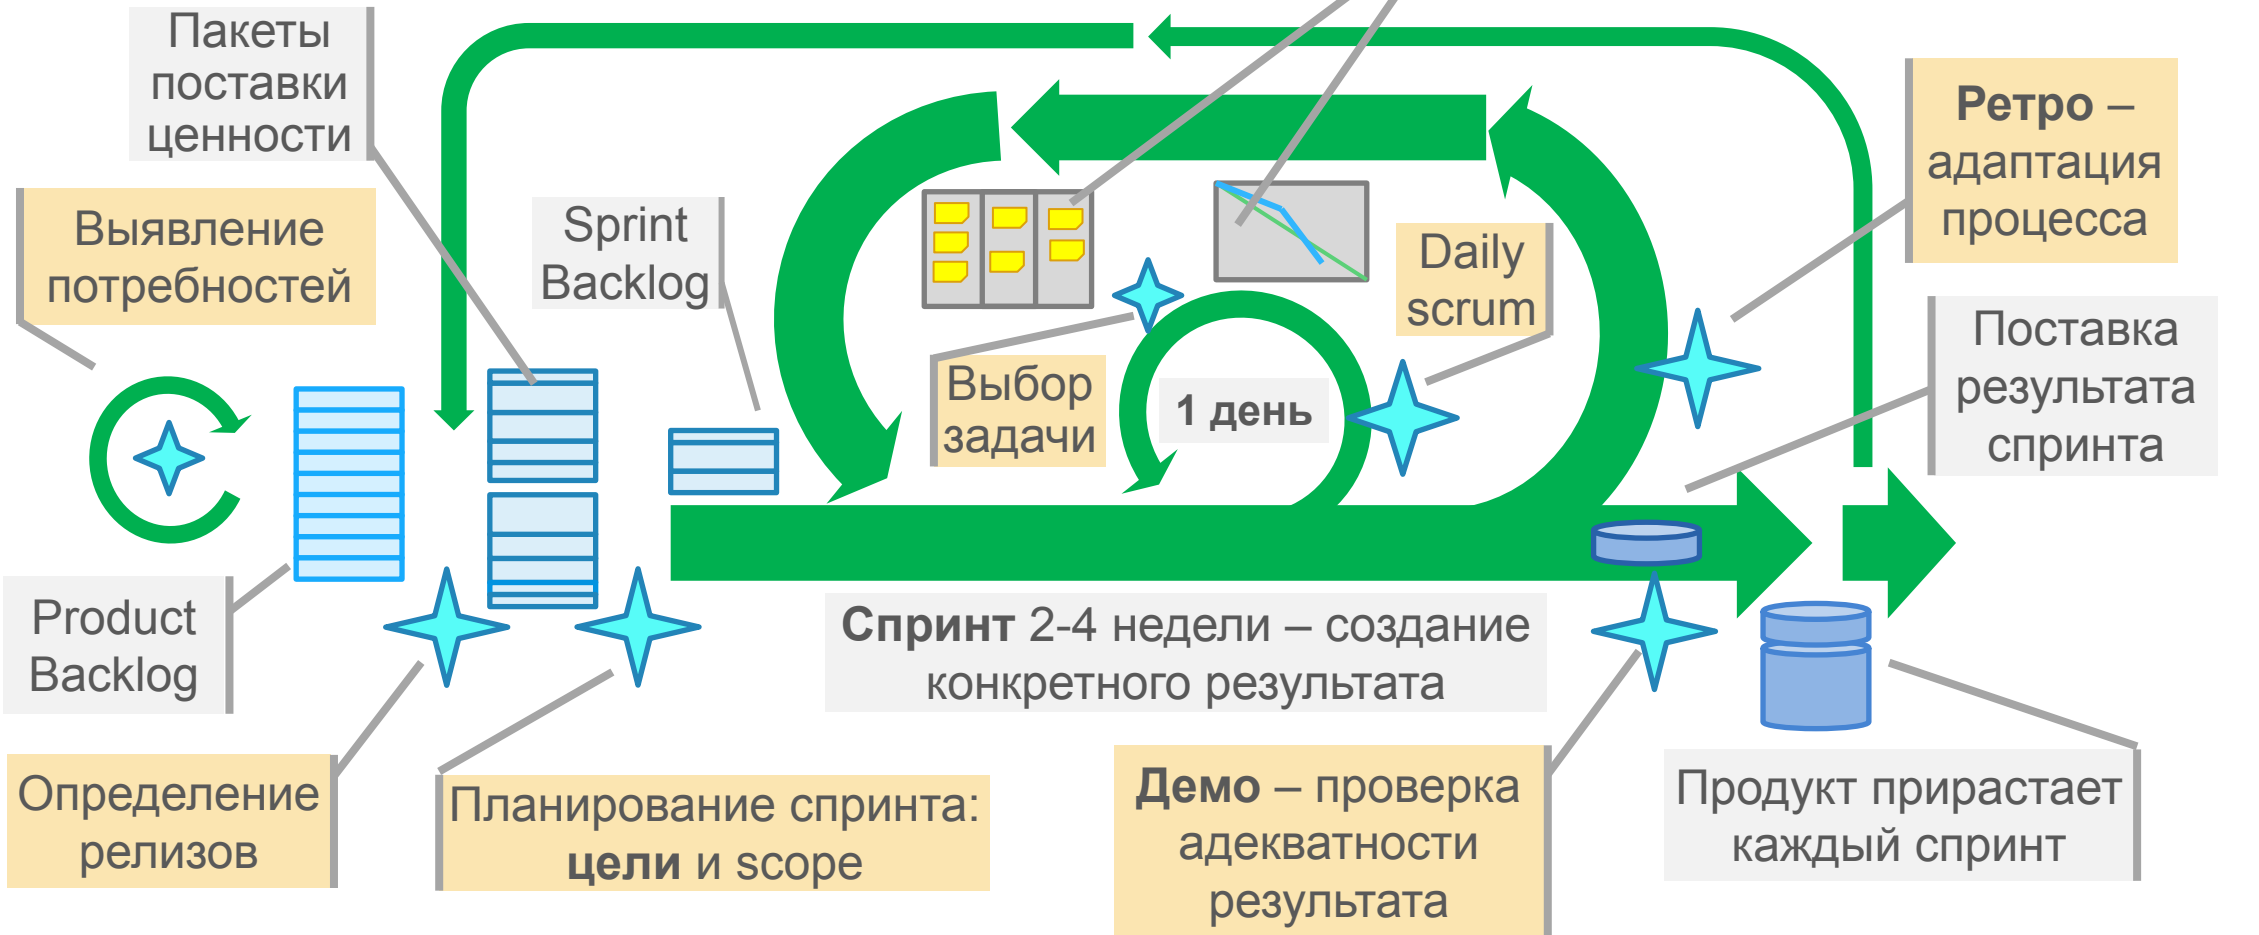 Пакеты
поставки
ценности
Выявление
потребностей
Sprint
Backlog
Daily
scrum
Ретро –
адаптация
процесса
Выбор
задачи
1 день
Поставка
результата
спринта
Product
Backlog
Спринт 2-4 недели – создание
конкретного результата
Определение
релизов
Планирование спринта:
цели и scope
Демо – проверка
адекватности
результата
Продукт прирастает
каждый спринт